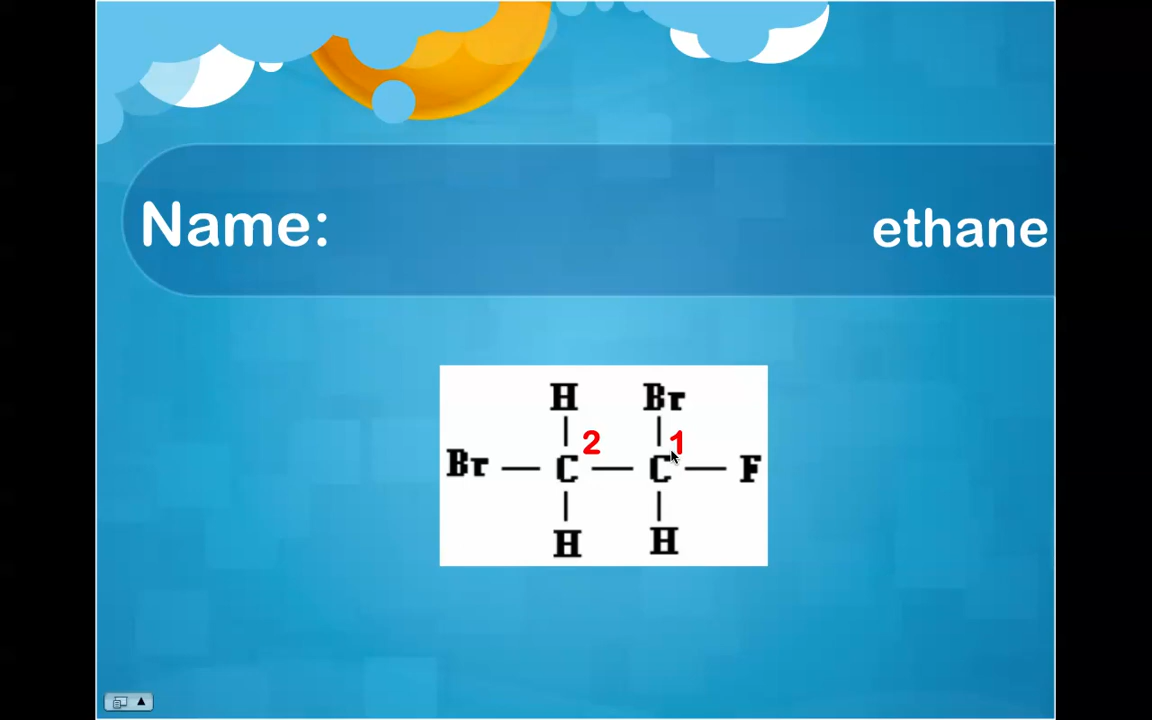 Name: ethane
H Br
2 1
Br — C — C — F
H H